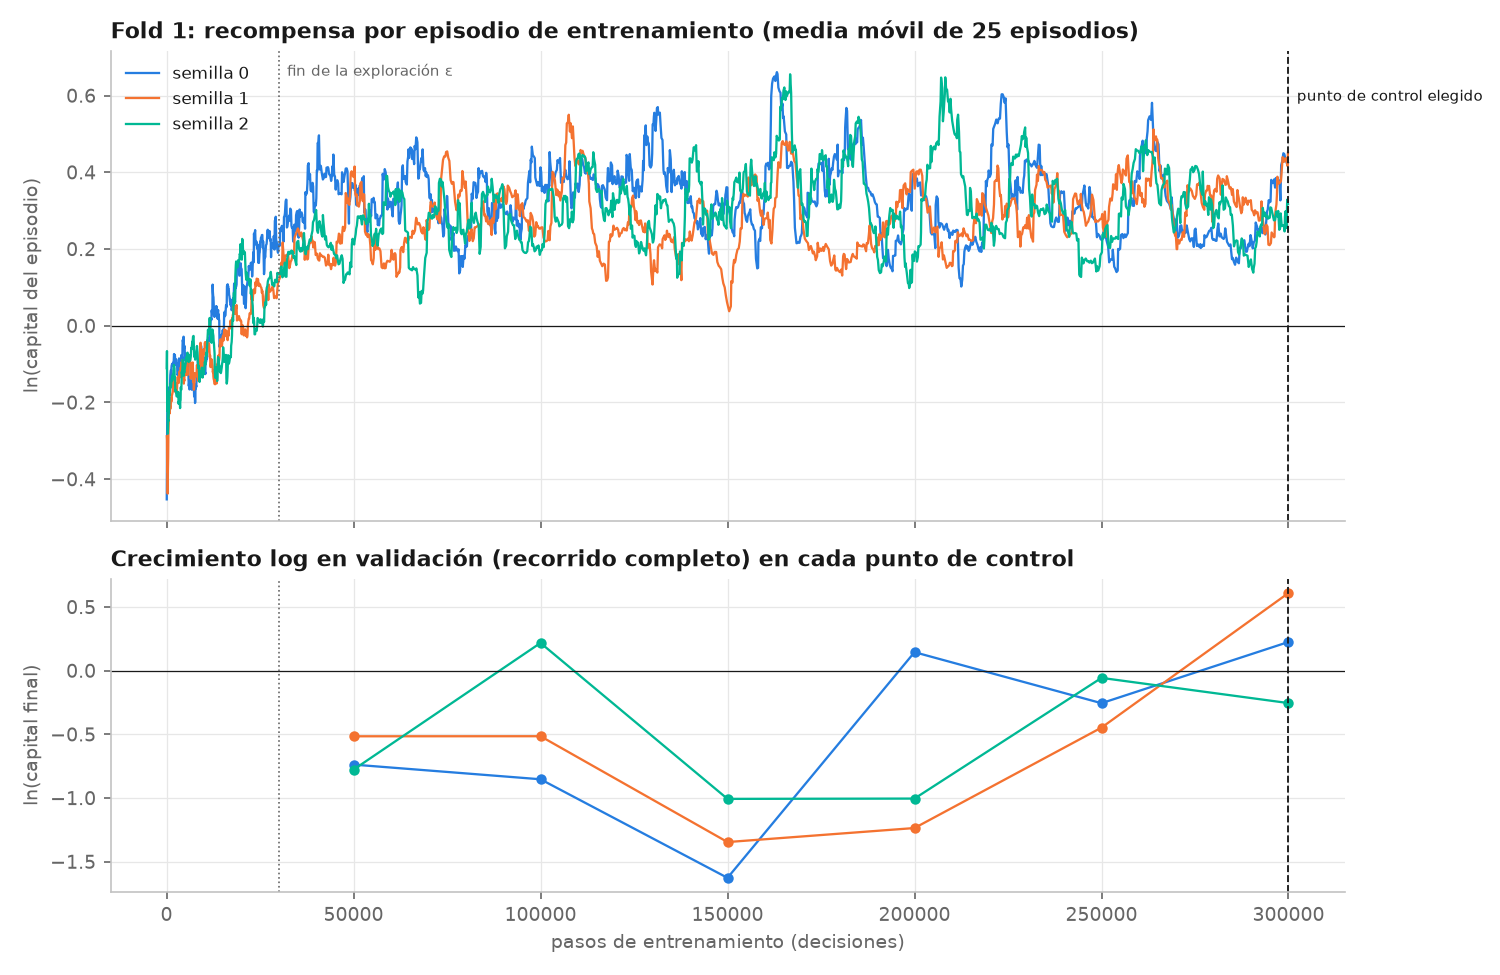 Fold 1: recompensa por episodio de entrenamiento (media móvil de 25 episodios)
semilla 0
semilla 1
semilla 2
fin de la exploración ε
punto de control elegido
ln(capital del episodio)
0.6
0.4
0.2
0.0
−0.2
−0.4
Crecimiento log en validación (recorrido completo) en cada punto de control
ln(capital final)
0.5
0.0
−0.5
−1.0
−1.5
0 50000 100000 150000 200000 250000 300000
pasos de entrenamiento (decisiones)